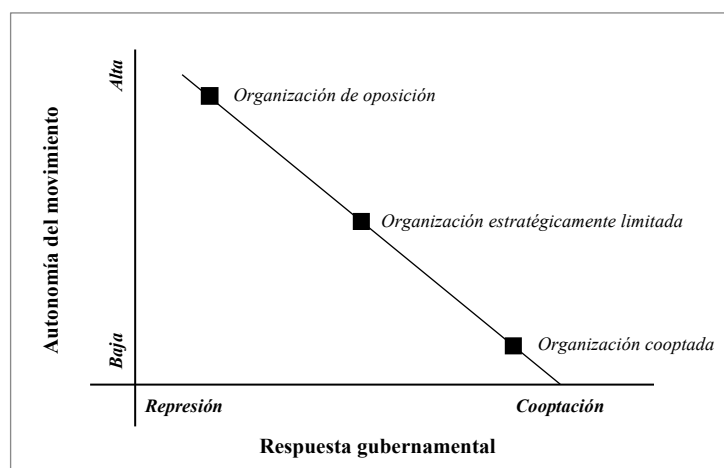 Alta
Organización de oposición
Autonomía del movimiento
Organización estratégicamente limitada
Organización cooptada
Baja
Represión
Cooptación
Respuesta gubernamental